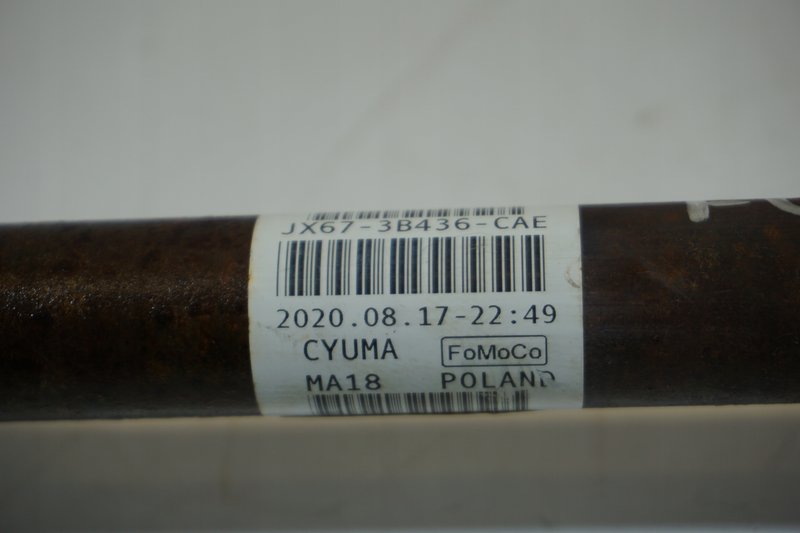 JX67-3B436-CAE
2020.08.17-22:49
CYUMA FoMoCo
MA18 POLAND